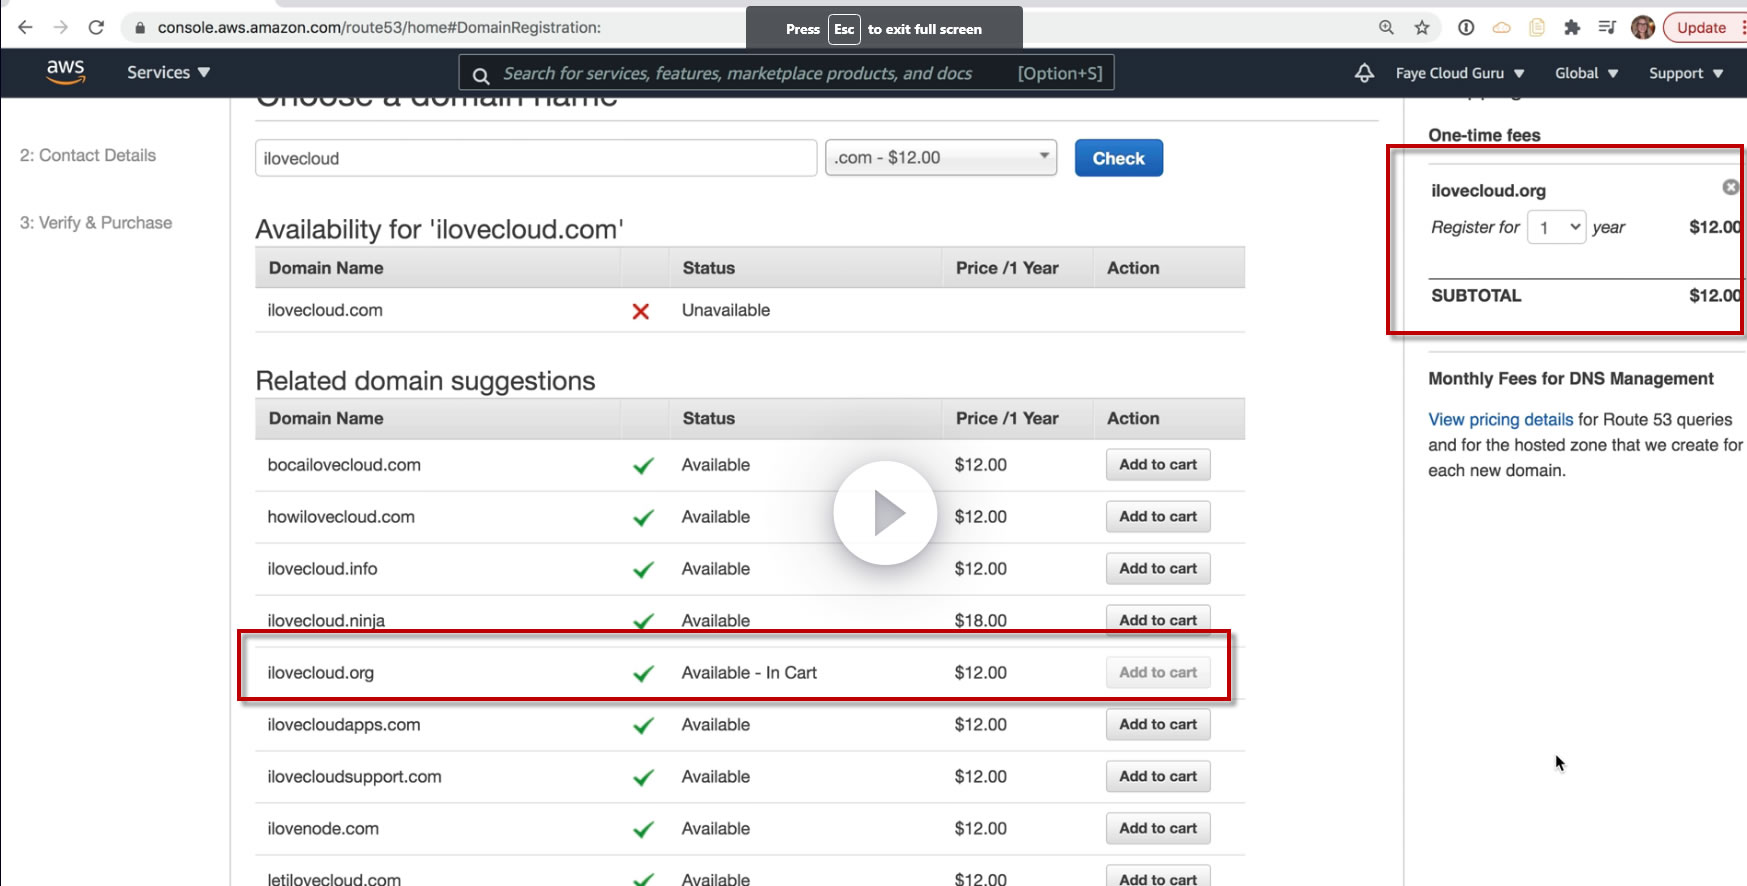 console.aws.amazon.com/route53/home#DomainRegistration:
Press Esc to exit full screen
Update
aws
Services
Search for services, features, marketplace products, and docs [Option+S]
Faye Cloud Guru
Global
Support
Choose a domain name
2: Contact Details
3: Verify & Purchase
ilovecloud
.com - $12.00
Check
Availability for 'ilovecloud.com'
Domain Name Status Price /1 Year Action
ilovecloud.com Unavailable
Related domain suggestions
Domain Name Status Price /1 Year Action
bocailovecloud.com Available $12.00 Add to cart
howilovecloud.com Available $12.00 Add to cart
ilovecloud.info Available $12.00 Add to cart
ilovecloud.ninja Available $18.00 Add to cart
ilovecloud.org Available - In Cart $12.00 Add to cart
ilovecloudapps.com Available $12.00 Add to cart
ilovecloudsupport.com Available $12.00 Add to cart
ilovenode.com Available $12.00 Add to cart
letilovecloud.com Available $12.00 Add to cart
One-time fees
ilovecloud.org
Register for 1 year $12.00
SUBTOTAL $12.00
Monthly Fees for DNS Management
View pricing details for Route 53 queries
and for the hosted zone that we create for
each new domain.